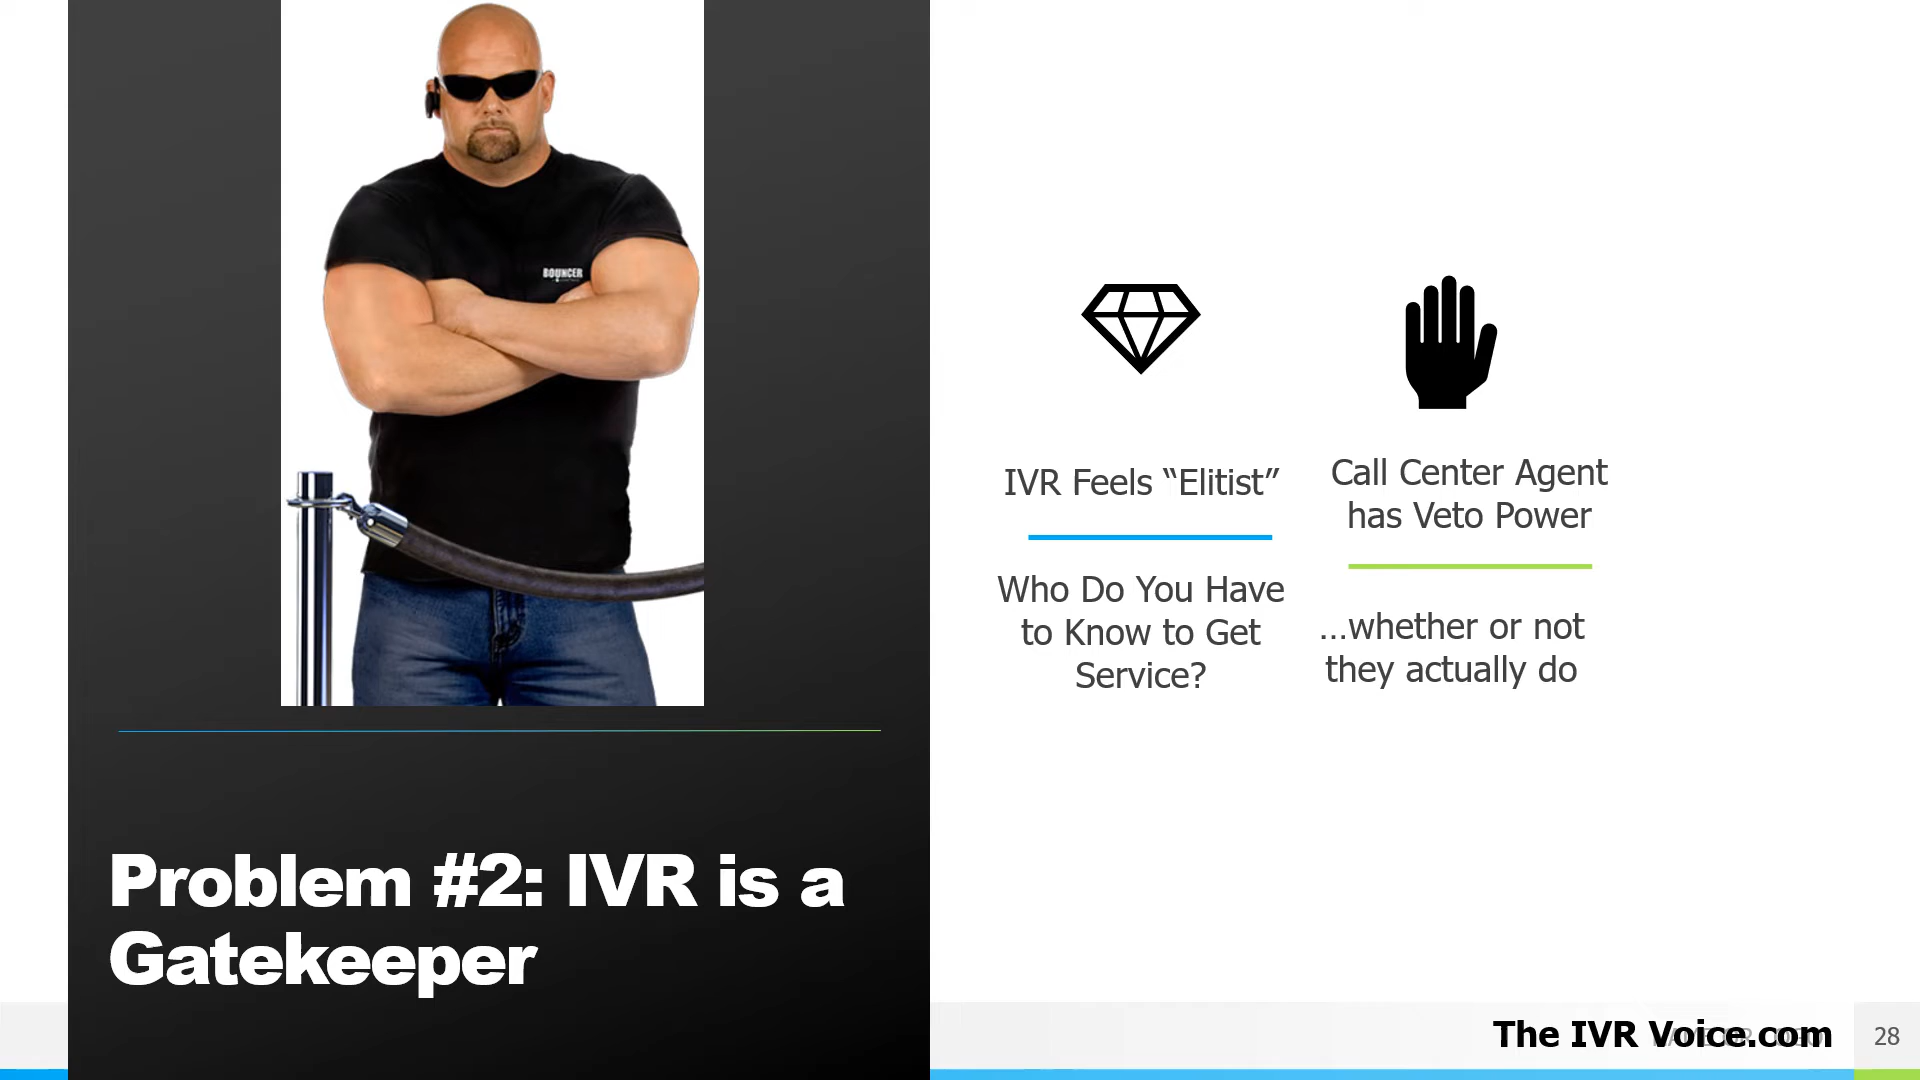 BOUNCER
Problem #2: IVR is a
Gatekeeper
IVR Feels “Elitist”
Who Do You Have
to Know to Get
Service?
Call Center Agent
has Veto Power
...whether or not
they actually do
The IVR Voice.com
28